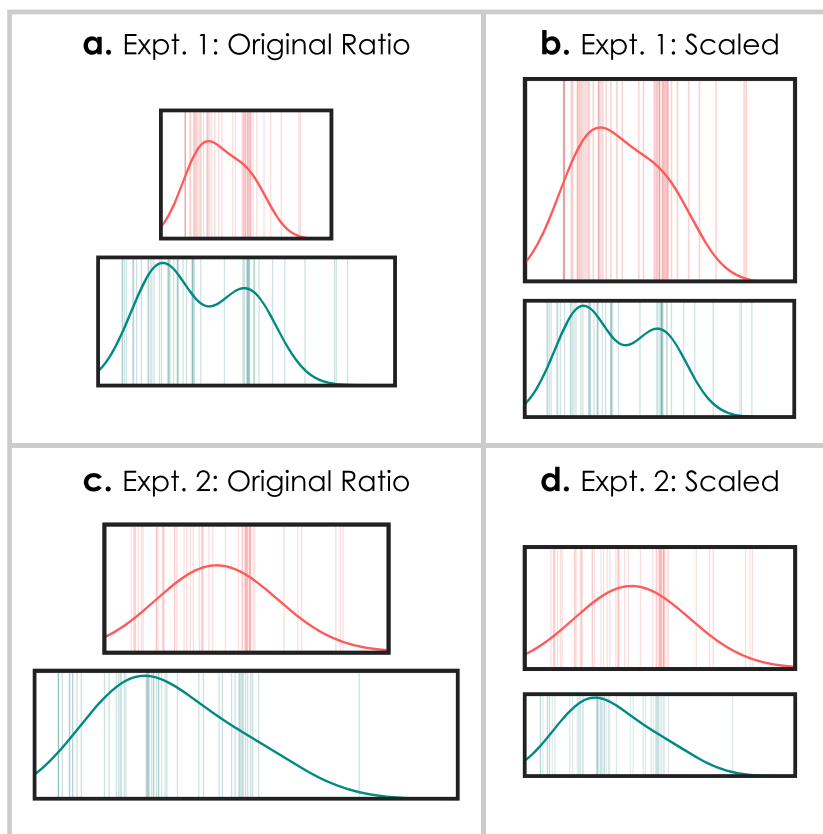 a. Expt. 1: Original Ratio
b. Expt. 1: Scaled
c. Expt. 2: Original Ratio
d. Expt. 2: Scaled